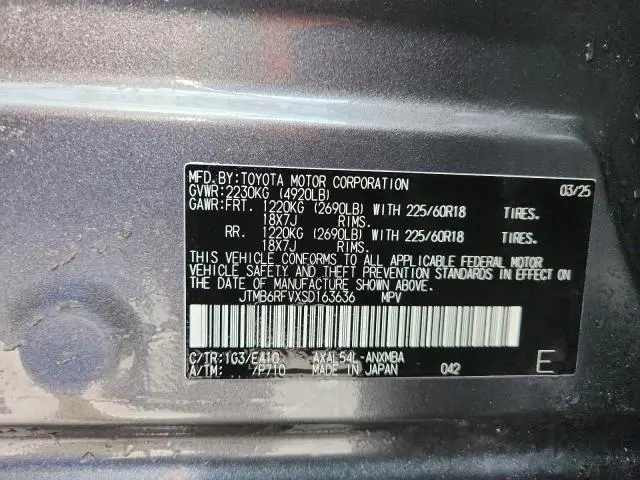 MFD. BY: TOYOTA MOTOR CORPORATION 03/25
GVWR: 2230KG (4920LB)
GAWR: FRT. 1220KG (2690LB) WITH 225/60R18 TIRES.
18X7J RIMS.
RR. 1220KG (2690LB) WITH 225/60R18 TIRES.
18X7J RIMS.
THIS VEHICLE CONFORMS TO ALL APPLICABLE FEDERAL MOTOR
VEHICLE SAFETY AND THEFT PREVENTION STANDARDS IN EFFECT ON
THE DATE OF MANUFACTURE SHOWN ABOVE.
JTMB6RFVXSD163636 MPV
C/TR: 1G3/EA10 AXAL54L-ANXMBA
A/TM: /P710 MADE IN JAPAN 042 E